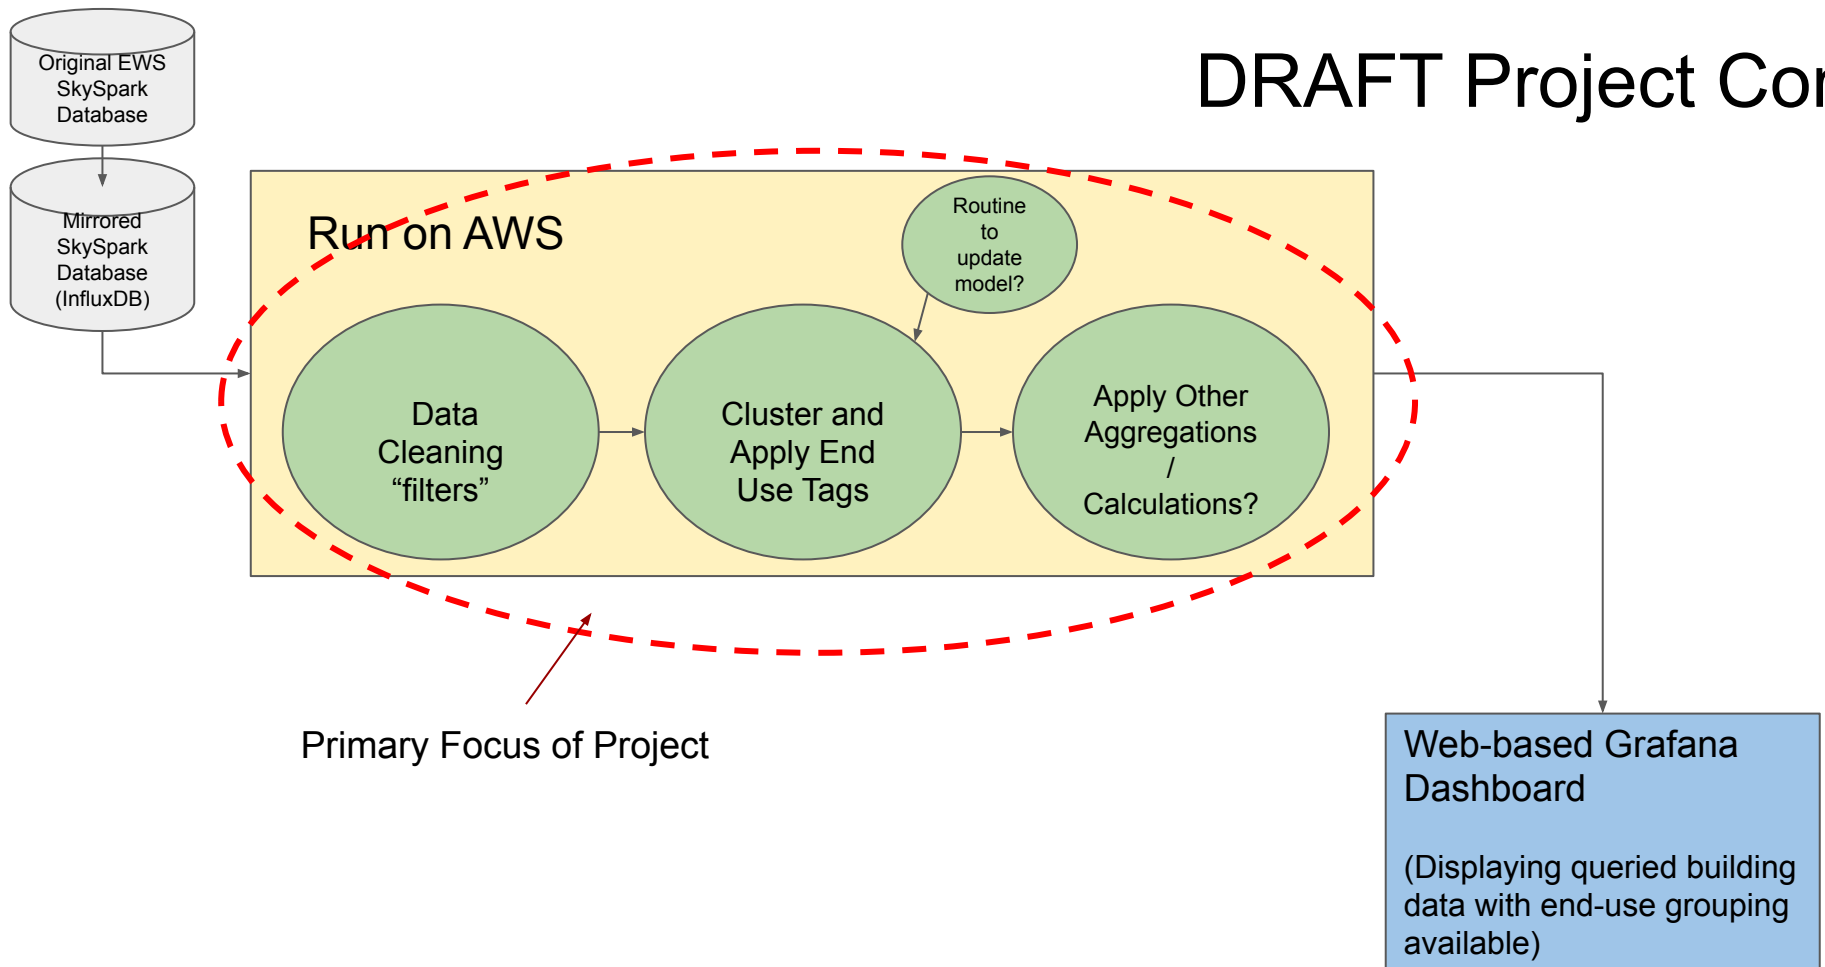 DRAFT Project
Original EWS
SkySpark
Database
Mirrored
SkySpark
Database
(InfluxDB)
Run on AWS
Routine
to
update
model?
Data
Cleaning
“filters”
Cluster and
Apply End
Use Tags
Apply Other
Aggregations
/
Calculations?
Primary Focus of Project
Web-based Grafana
Dashboard
(Displaying queried building
data with end-use grouping
available)